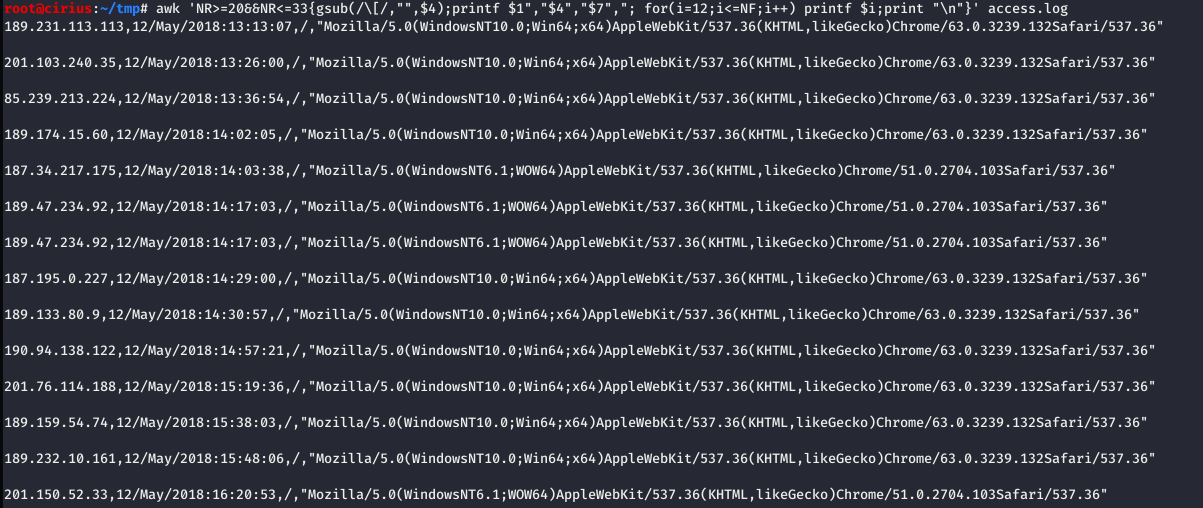 root@cirius:~/tmp# awk 'NR>=20&&NR<=33{gsub(/\[/,"",$4);printf $1","$4","$7","; for(i=12;i<=NF;i++) printf $i;print "\n"}' access.log
189.231.113.113,12/May/2018:13:13:07,/,"Mozilla/5.0(WindowsNT10.0;Win64;x64)AppleWebKit/537.36(KHTML,likeGecko)Chrome/63.0.3239.132Safari/537.36"
201.103.240.35,12/May/2018:13:26:00,/,"Mozilla/5.0(WindowsNT10.0;Win64;x64)AppleWebKit/537.36(KHTML,likeGecko)Chrome/63.0.3239.132Safari/537.36"
85.239.213.224,12/May/2018:13:36:54,/,"Mozilla/5.0(WindowsNT10.0;Win64;x64)AppleWebKit/537.36(KHTML,likeGecko)Chrome/63.0.3239.132Safari/537.36"
189.174.15.60,12/May/2018:14:02:05,/,"Mozilla/5.0(WindowsNT10.0;Win64;x64)AppleWebKit/537.36(KHTML,likeGecko)Chrome/63.0.3239.132Safari/537.36"
187.34.217.175,12/May/2018:14:03:38,/,"Mozilla/5.0(WindowsNT6.1;WOW64)AppleWebKit/537.36(KHTML,likeGecko)Chrome/51.0.2704.103Safari/537.36"
189.47.234.92,12/May/2018:14:17:03,/,"Mozilla/5.0(WindowsNT6.1;WOW64)AppleWebKit/537.36(KHTML,likeGecko)Chrome/51.0.2704.103Safari/537.36"
189.47.234.92,12/May/2018:14:17:03,/,"Mozilla/5.0(WindowsNT6.1;WOW64)AppleWebKit/537.36(KHTML,likeGecko)Chrome/51.0.2704.103Safari/537.36"
187.195.0.227,12/May/2018:14:29:00,/,"Mozilla/5.0(WindowsNT10.0;Win64;x64)AppleWebKit/537.36(KHTML,likeGecko)Chrome/63.0.3239.132Safari/537.36"
189.133.80.9,12/May/2018:14:30:57,/,"Mozilla/5.0(WindowsNT10.0;Win64;x64)AppleWebKit/537.36(KHTML,likeGecko)Chrome/63.0.3239.132Safari/537.36"
190.94.138.122,12/May/2018:14:57:21,/,"Mozilla/5.0(WindowsNT10.0;Win64;x64)AppleWebKit/537.36(KHTML,likeGecko)Chrome/63.0.3239.132Safari/537.36"
201.76.114.188,12/May/2018:15:19:36,/,"Mozilla/5.0(WindowsNT10.0;Win64;x64)AppleWebKit/537.36(KHTML,likeGecko)Chrome/63.0.3239.132Safari/537.36"
189.159.54.74,12/May/2018:15:38:03,/,"Mozilla/5.0(WindowsNT10.0;Win64;x64)AppleWebKit/537.36(KHTML,likeGecko)Chrome/63.0.3239.132Safari/537.36"
189.232.10.161,12/May/2018:15:48:06,/,"Mozilla/5.0(WindowsNT10.0;Win64;x64)AppleWebKit/537.36(KHTML,likeGecko)Chrome/63.0.3239.132Safari/537.36"
201.150.52.33,12/May/2018:16:20:53,/,"Mozilla/5.0(WindowsNT6.1;WOW64)AppleWebKit/537.36(KHTML,likeGecko)Chrome/51.0.2704.103Safari/537.36"